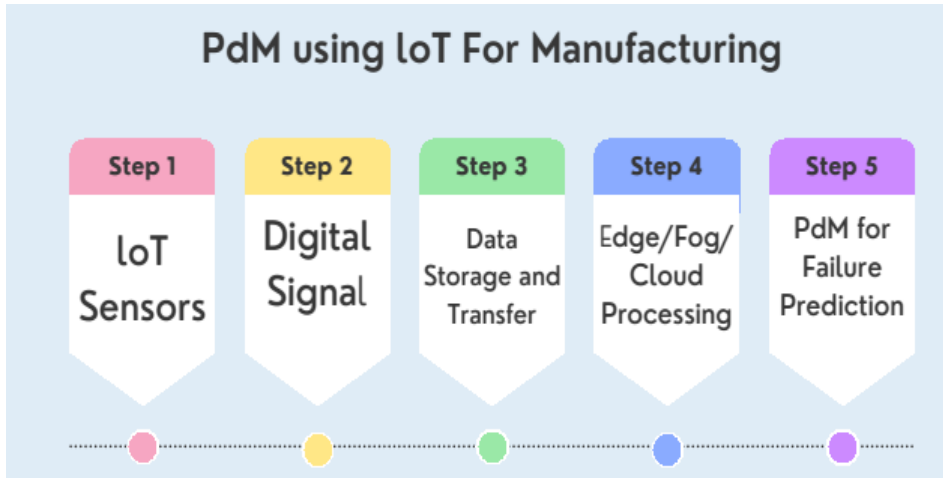 PdM using loT For Manufacturing
Step 1
loT
Sensors
Step 2
Digital
Signal
Step 3
Data
Storage and
Transfer
Step 4
Edge/Fog/
Cloud
Processing
Step 5
PdM for
Failure
Prediction